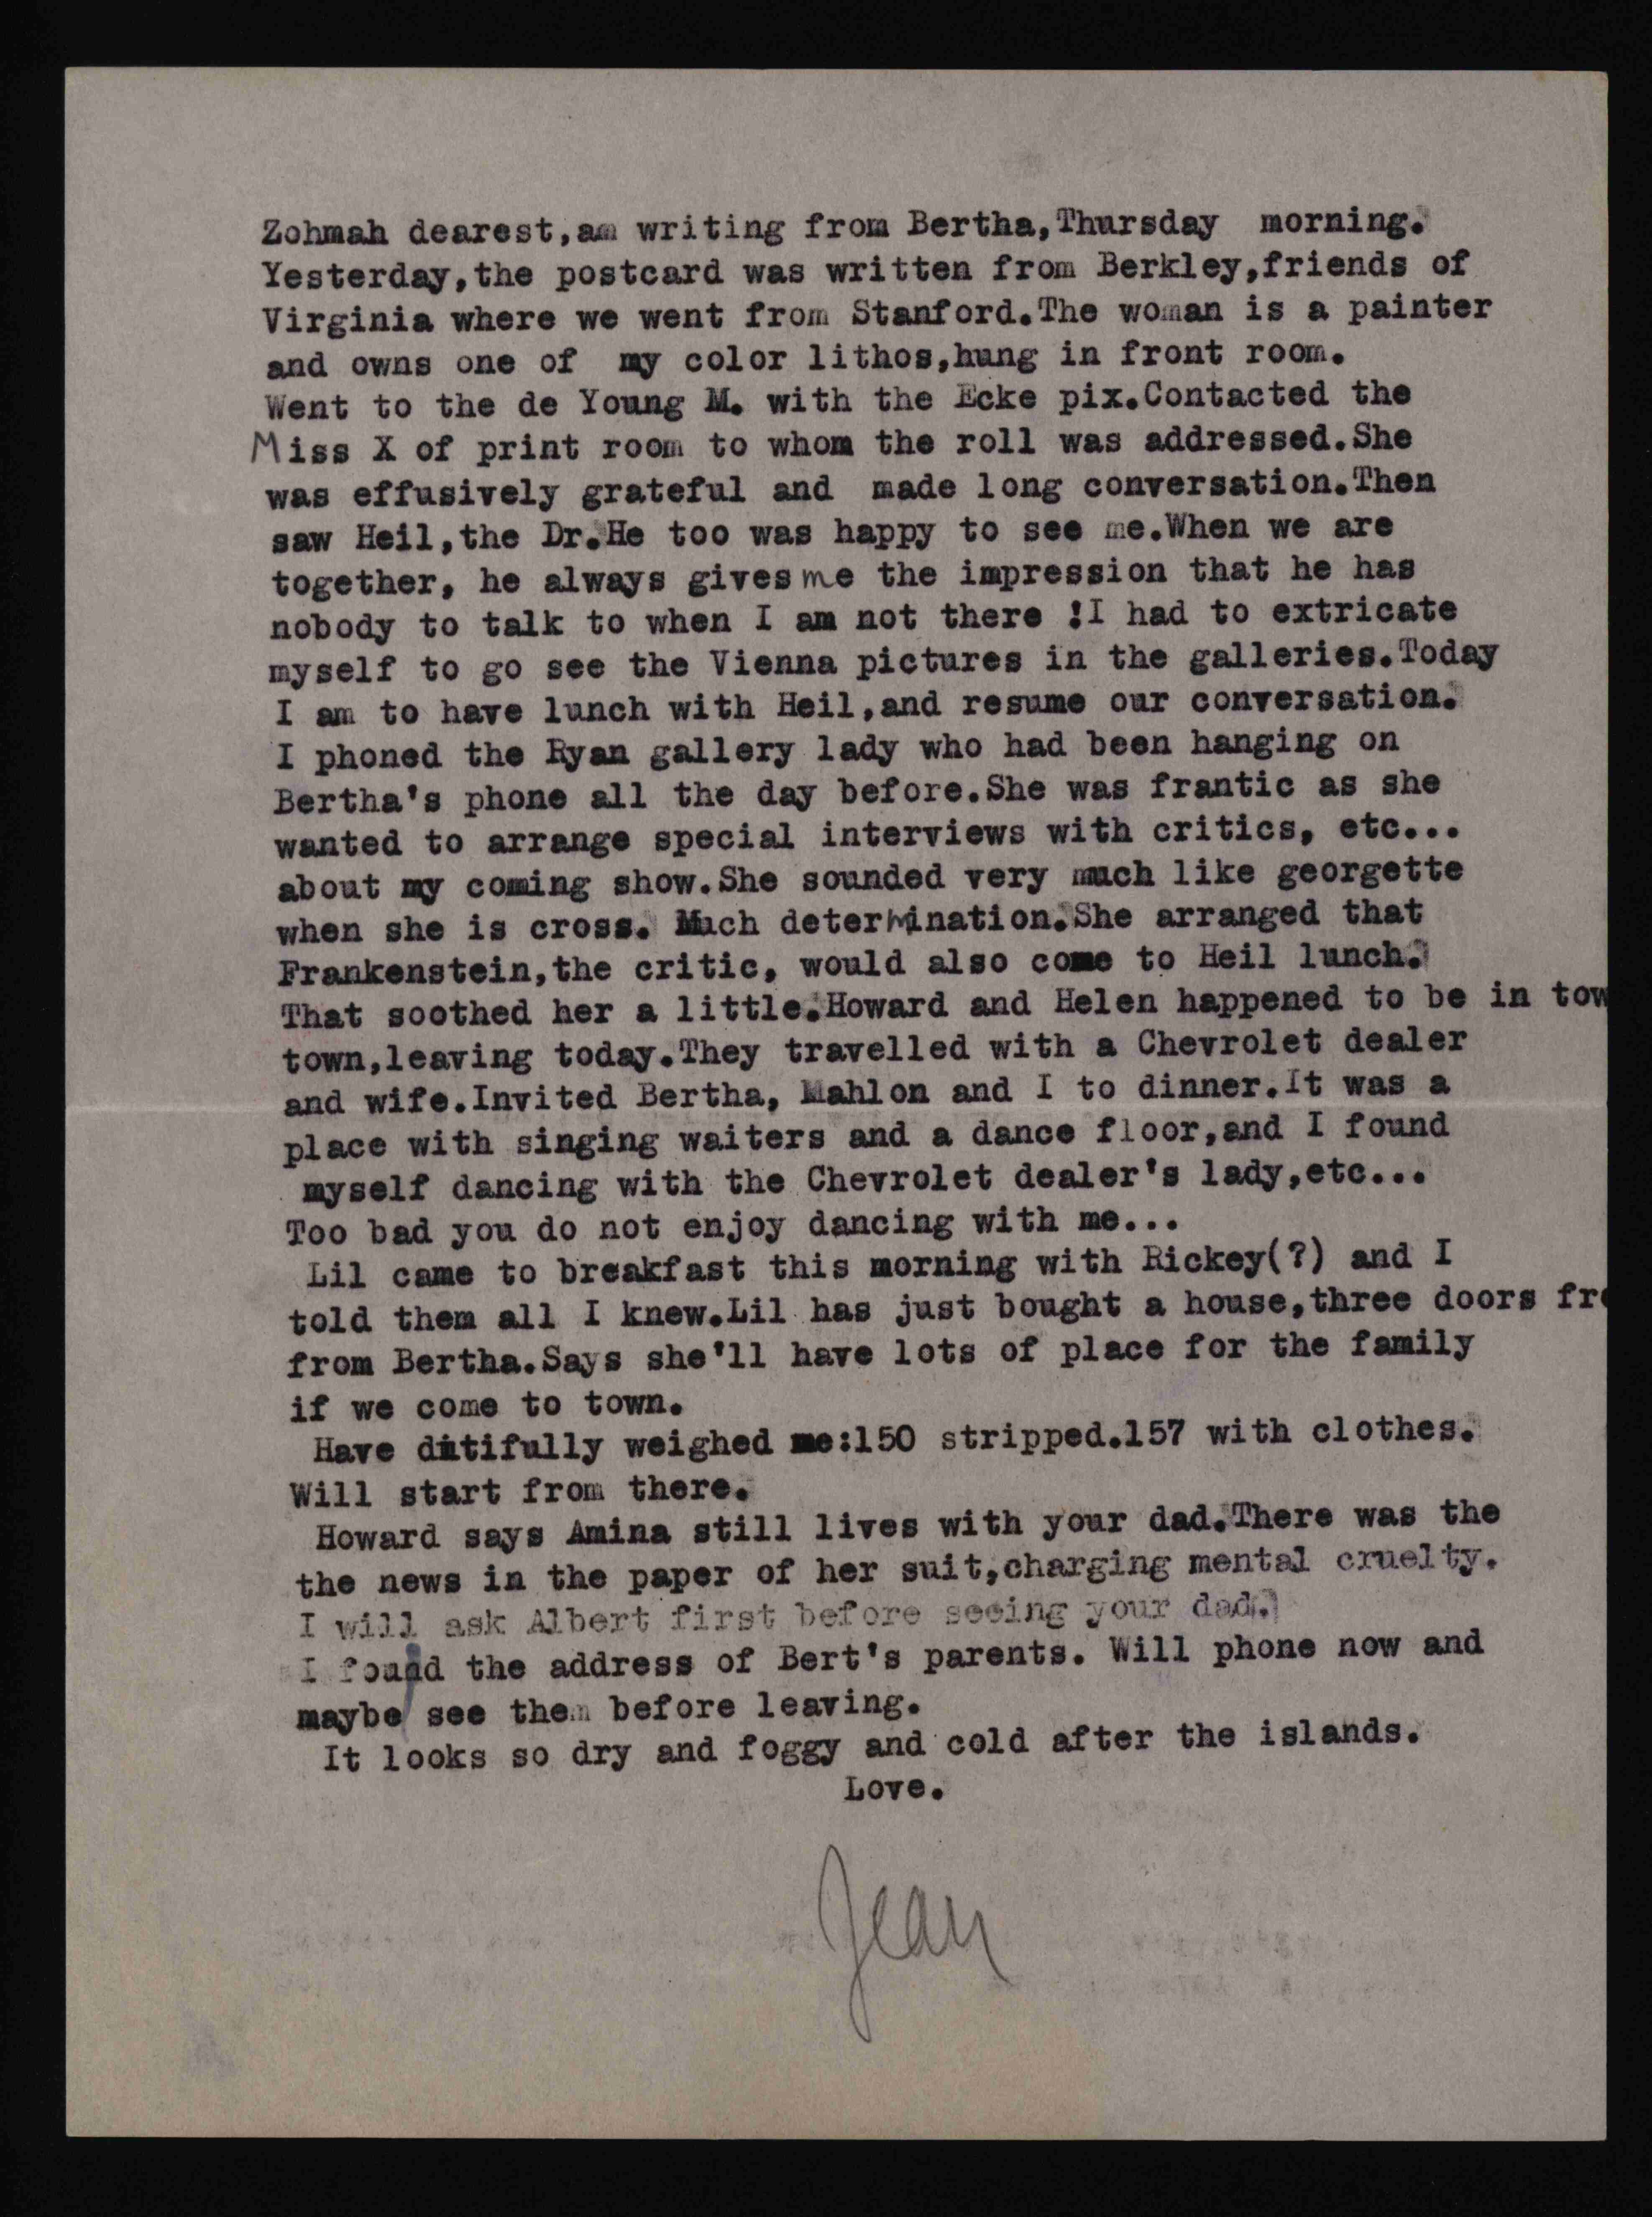 Zohmah dearest,am writing from Bertha,Thursday morning.
Yesterday,the postcard was written from Berkley,friends of
Virginia where we went from Stanford.The woman is a painter
and owns one of my color lithos,hung in front room.
Went to the de Young M. with the Ecke pix.Contacted the
Miss X of print room to whom the roll was addressed.She
was effusively grateful and made long conversation.Then
saw Heil,the Dr.He too was happy to see me.When we are
together, he always gives me the impression that he has
nobody to talk to when I am not there !I had to extricate
myself to go see the Vienna pictures in the galleries.Today
I am to have lunch with Heil,and resume our conversation.
I phoned the Ryan gallery lady who had been hanging on
Bertha's phone all the day before.She was frantic as she
wanted to arrange special interviews with critics, etc...
about my coming show.She sounded very much like georgette
when she is cross. Much determination.She arranged that
Frankenstein,the critic, would also come to Heil lunch.
That soothed her a little.Howard and Helen happened to be in tow
town,leaving today.They travelled with a Chevrolet dealer
and wife.Invited Bertha, Mahlon and I to dinner.It was a
place with singing waiters and a dance floor,and I found
myself dancing with the Chevrolet dealer's lady,etc...
Too bad you do not enjoy dancing with me...
Lil came to breakfast this morning with Rickey(?) and I
told them all I knew.Lil has just bought a house,three doors fro
from Bertha.Says she'll have lots of place for the family
if we come to town.
Have dutifully weighed me:150 stripped.157 with clothes.
Will start from there.
Howard says Amina still lives with your dad.There was the
the news in the paper of her suit,charging mental cruelty.
I will ask Albert first before seeing your dad.
I found the address of Bert's parents. Will phone now and
maybe see them before leaving.
It looks so dry and foggy and cold after the islands.
Love.
Jean